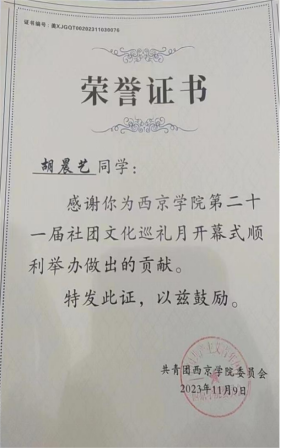 荣誉证书
胡晨艺同学：
感谢你为西京学院第二十
一届社团文化巡礼月开幕式顺
利举办做出的贡献。
特发此证，以兹鼓励。
共青团西京学院委员会
2023年11月9日